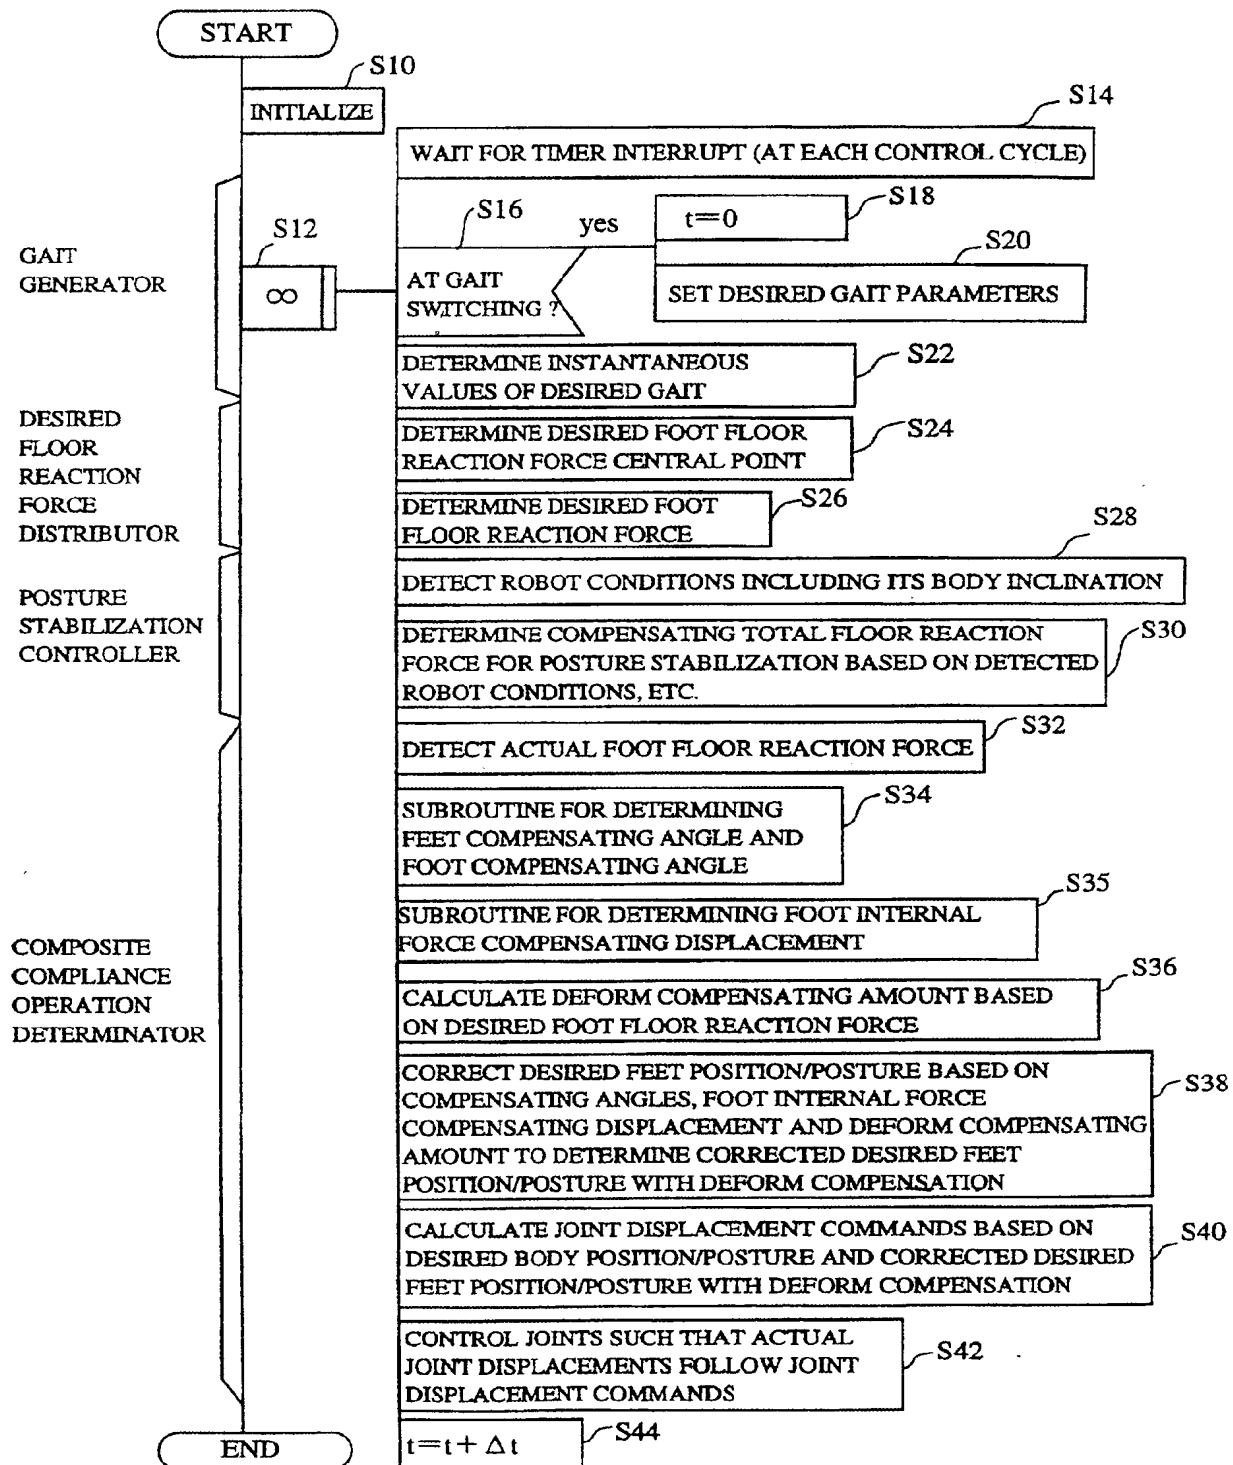 START
S10
INITIALIZE
S14
WAIT FOR TIMER INTERRUPT (AT EACH CONTROL CYCLE)
S18
t=0
S16
yes
S12
∞
S20
SET DESIRED GAIT PARAMETERS
GAIT
GENERATOR
AT GAIT
SWITCHING ?
S22
DETERMINE INSTANTANEOUS
VALUES OF DESIRED GAIT
DESIRED
FLOOR
REACTION
FORCE
DISTRIBUTOR
S24
DETERMINE DESIRED FOOT FLOOR
REACTION FORCE CENTRAL POINT
S26
DETERMINE DESIRED FOOT
FLOOR REACTION FORCE
S28
DETECT ROBOT CONDITIONS INCLUDING ITS BODY INCLINATION
POSTURE
STABILIZATION
CONTROLLER
S30
DETERMINE COMPENSATING TOTAL FLOOR REACTION
FORCE FOR POSTURE STABILIZATION BASED ON DETECTED
ROBOT CONDITIONS, ETC.
S32
DETECT ACTUAL FOOT FLOOR REACTION FORCE
S34
SUBROUTINE FOR DETERMINING
FEET COMPENSATING ANGLE AND
FOOT COMPENSATING ANGLE
S35
SUBROUTINE FOR DETERMINING FOOT INTERNAL
FORCE COMPENSATING DISPLACEMENT
COMPOSITE
COMPLIANCE
OPERATION
DETERMINATOR
S36
CALCULATE DEFORM COMPENSATING AMOUNT BASED
ON DESIRED FOOT FLOOR REACTION FORCE
S38
CORRECT DESIRED FEET POSITION/POSTURE BASED ON
COMPENSATING ANGLES, FOOT INTERNAL FORCE
COMPENSATING DISPLACEMENT AND DEFORM COMPENSATING
AMOUNT TO DETERMINE CORRECTED DESIRED FEET
POSITION/POSTURE WITH DEFORM COMPENSATION
S40
CALCULATE JOINT DISPLACEMENT COMMANDS BASED ON
DESIRED BODY POSITION/POSTURE AND CORRECTED DESIRED
FEET POSITION/POSTURE WITH DEFORM COMPENSATION
S42
CONTROL JOINTS SUCH THAT ACTUAL
JOINT DISPLACEMENTS FOLLOW JOINT
DISPLACEMENT COMMANDS
S44
t=t+ Δt
END